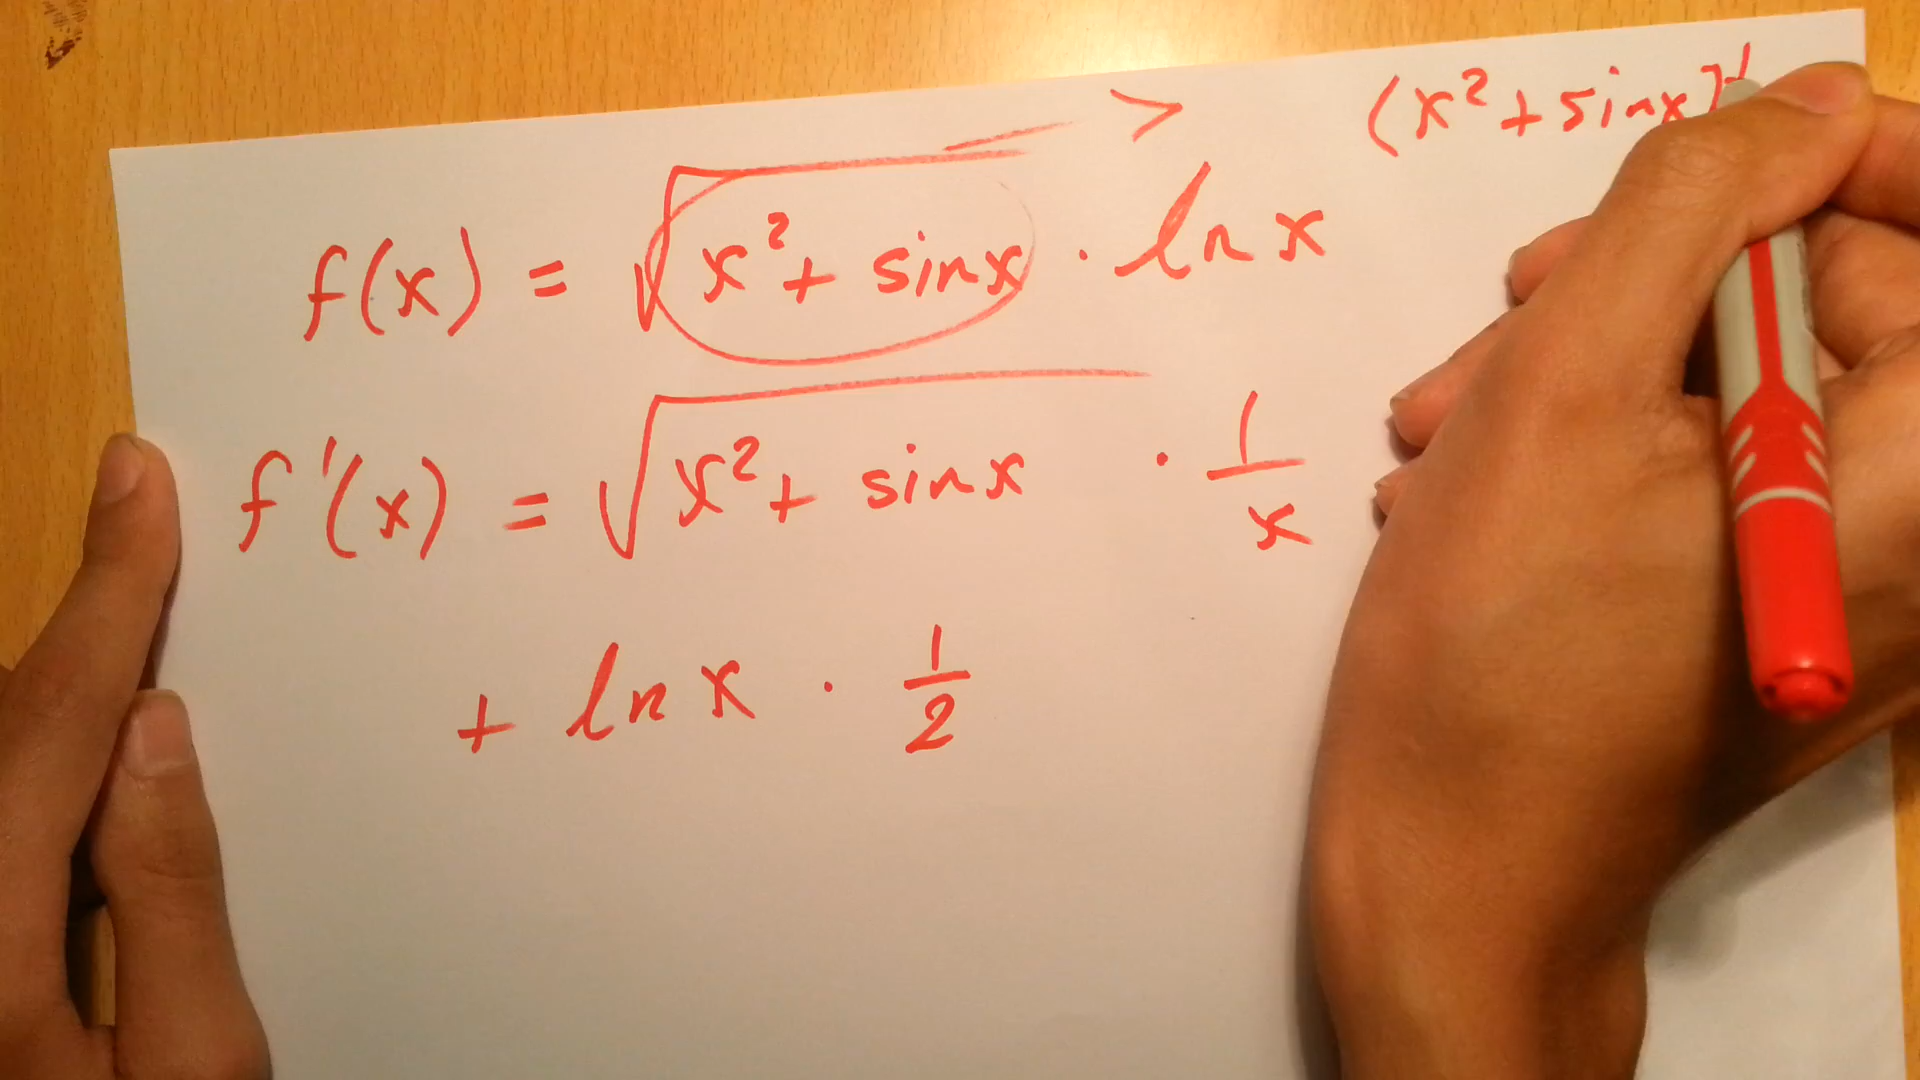 (x² + sinx)
f(x) = √(x² + sinx) · ln x
f'(x) = √(x² + sinx) · 1/x
+ ln x · 1/2